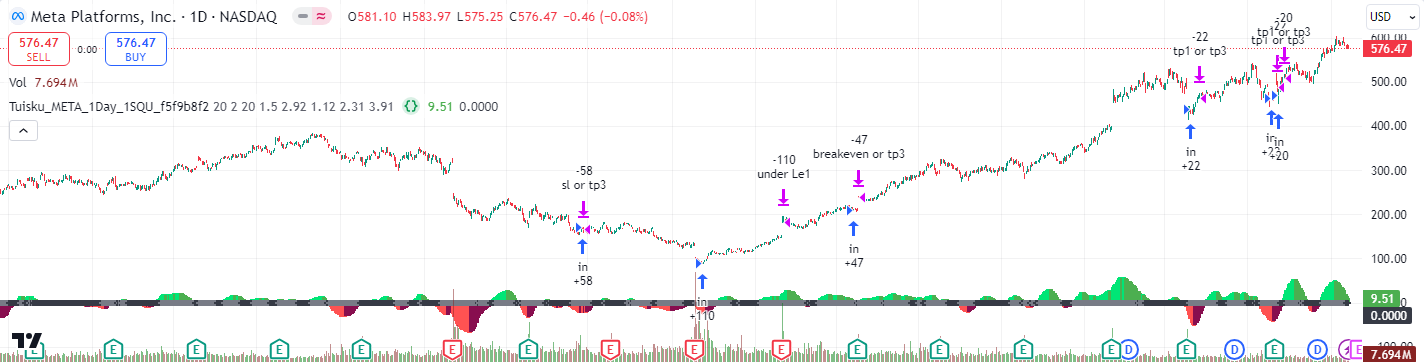 Meta Platforms, Inc. · 1D · NASDAQ
O581.10 H583.97 L575.25 C576.47 −0.46 (−0.08%)
USD
576.47
SELL
0.00
576.47
BUY
Vol 7.694M
Tuisku_META_1Day_1SQU_f5f9b8f2 20 2 20 1.5 2.92 1.12 2.31 3.91 {} 9.51 0.0000
600.00
576.47
500.00
400.00
300.00
200.00
100.00
9.51
0.0000
7.694M
-58
sl or tp3
in
+58
-110
under Le1
in
+110
-47
breakeven or tp3
in
+47
-22
tp1 or tp3
in
+22
-20
tp1 or tp3
tp1 or tp3
in
+20
E
E
E
E
E
E
E
E
E
E
E
E
E
E
D
E
D
E
D
E